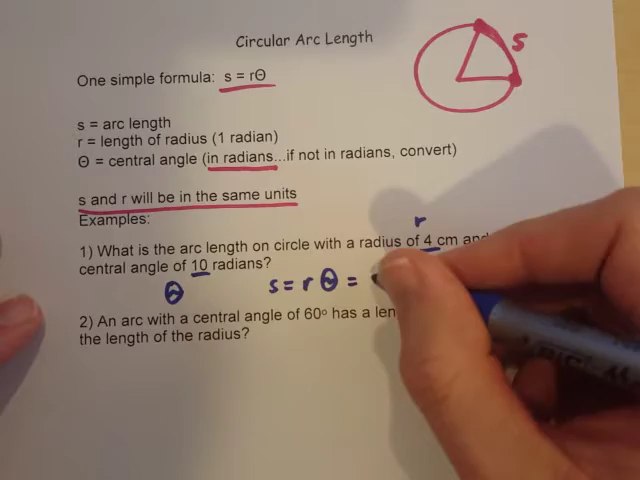 Circular Arc Length
One simple formula: s = rΘ
s
s = arc length
r = length of radius (1 radian)
Θ = central angle (in radians...if not in radians, convert)
s and r will be in the same units
Examples:
r
1) What is the arc length on circle with a radius of 4 cm and
central angle of 10 radians?
Θ s = r Θ =
2) An arc with a central angle of 60° has a
the length of the radius?